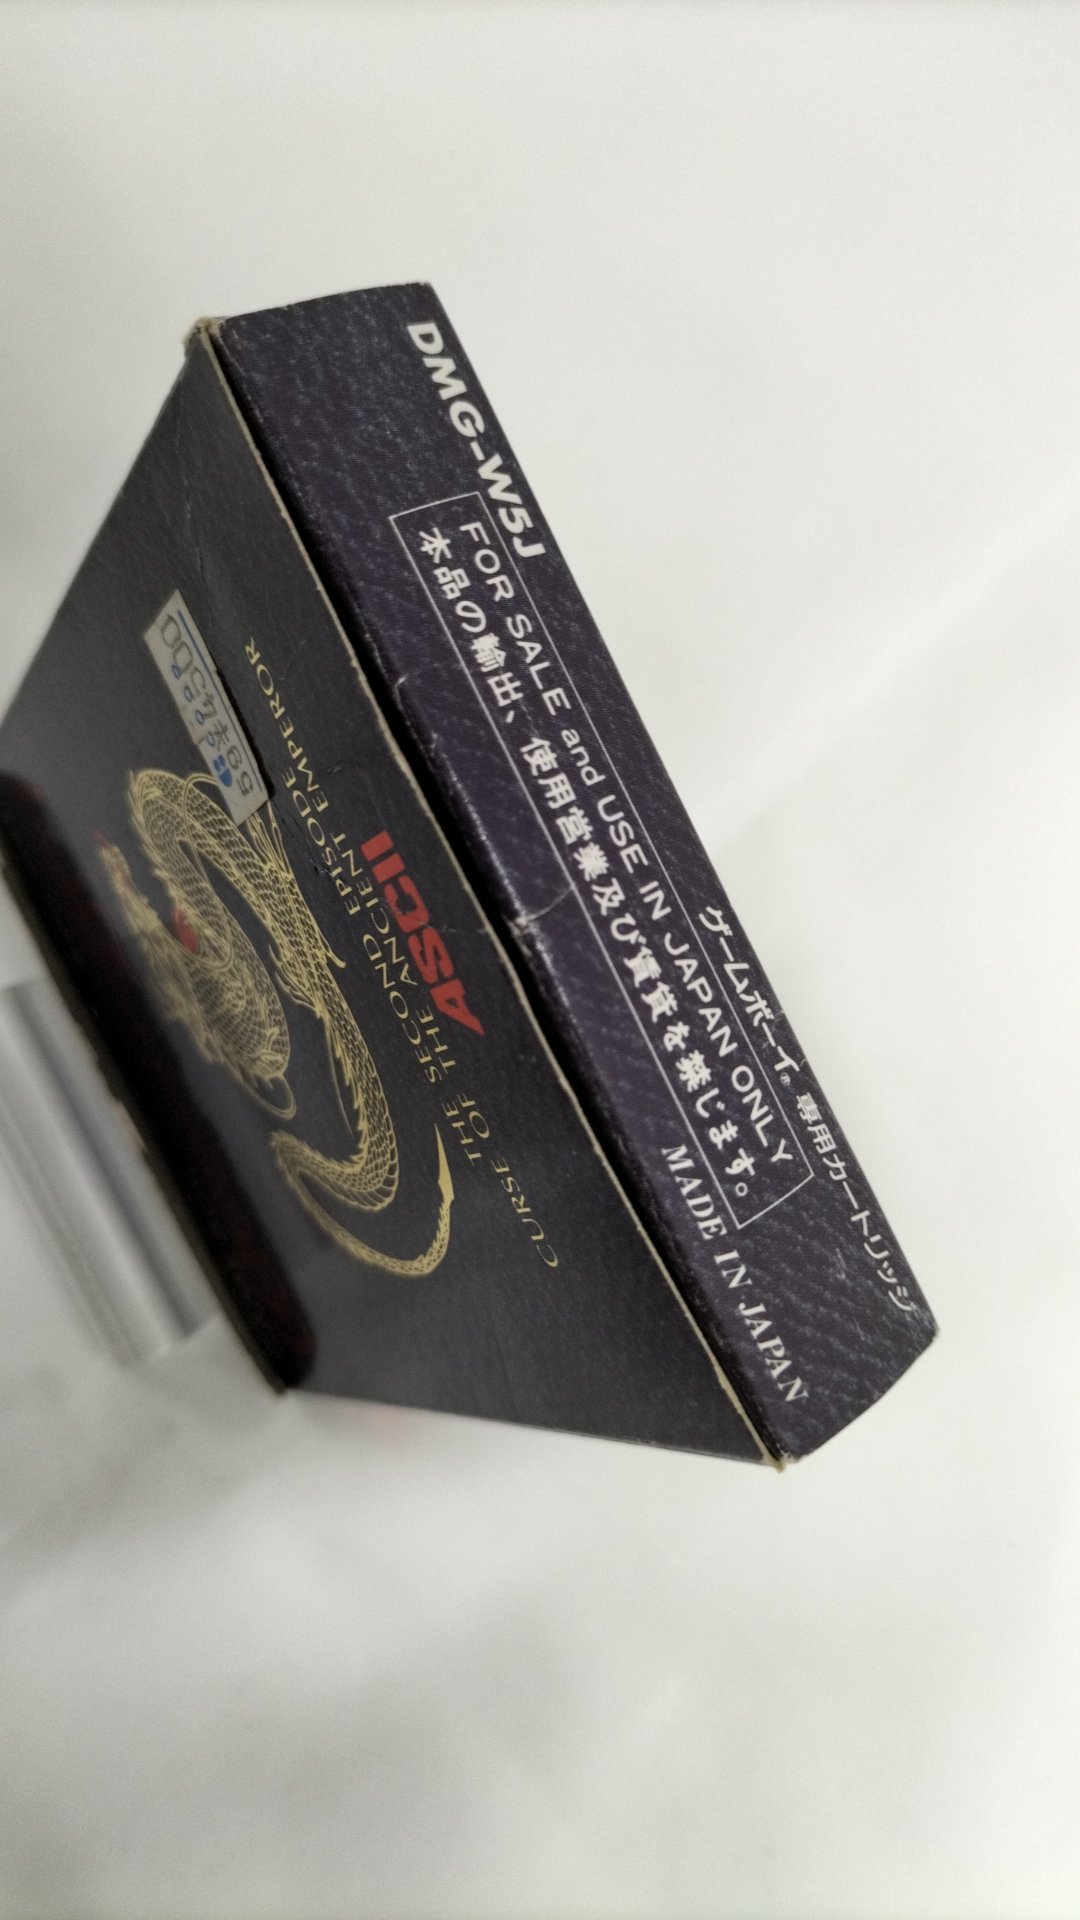 DMG-W5J
ゲームボーイ® 専用カートリッジ
FOR SALE and USE IN JAPAN ONLY
本品の輸出、使用営業及び賃貸を禁じます。
MADE IN JAPAN
ASCII
THE SECOND EPISODE
CURSE OF THE ANCIENT EMPEROR